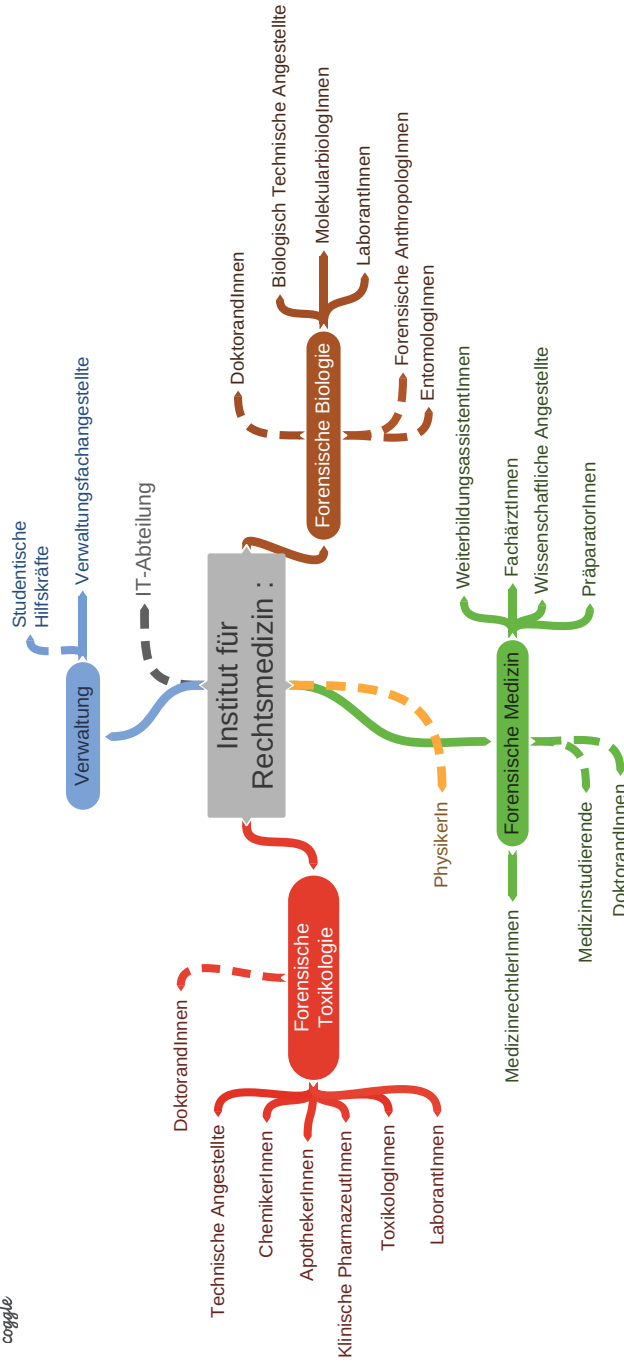 coggle
Institut für
Rechtsmedizin :
Verwaltung
Studentische
Hilfskräfte
Verwaltungsfachangestellte
IT-Abteilung
Forensische Biologie
DoktorandInnen
Biologisch Technische Angestellte
MolekularbiologInnen
LaborantInnen
Forensische AnthropologInnen
EntomologInnen
Forensische Medizin
WeiterbildungsassistentInnen
FachärztInnen
Wissenschaftliche Angestellte
PräparatorInnen
MedizinrechtlerInnen
Medizinstudierende
DoktorandInnen
PhysikerIn
Forensische
Toxikologie
DoktorandInnen
Technische Angestellte
ChemikerInnen
ApothekerInnen
Klinische PharmazeutInnen
ToxikologInnen
LaborantInnen